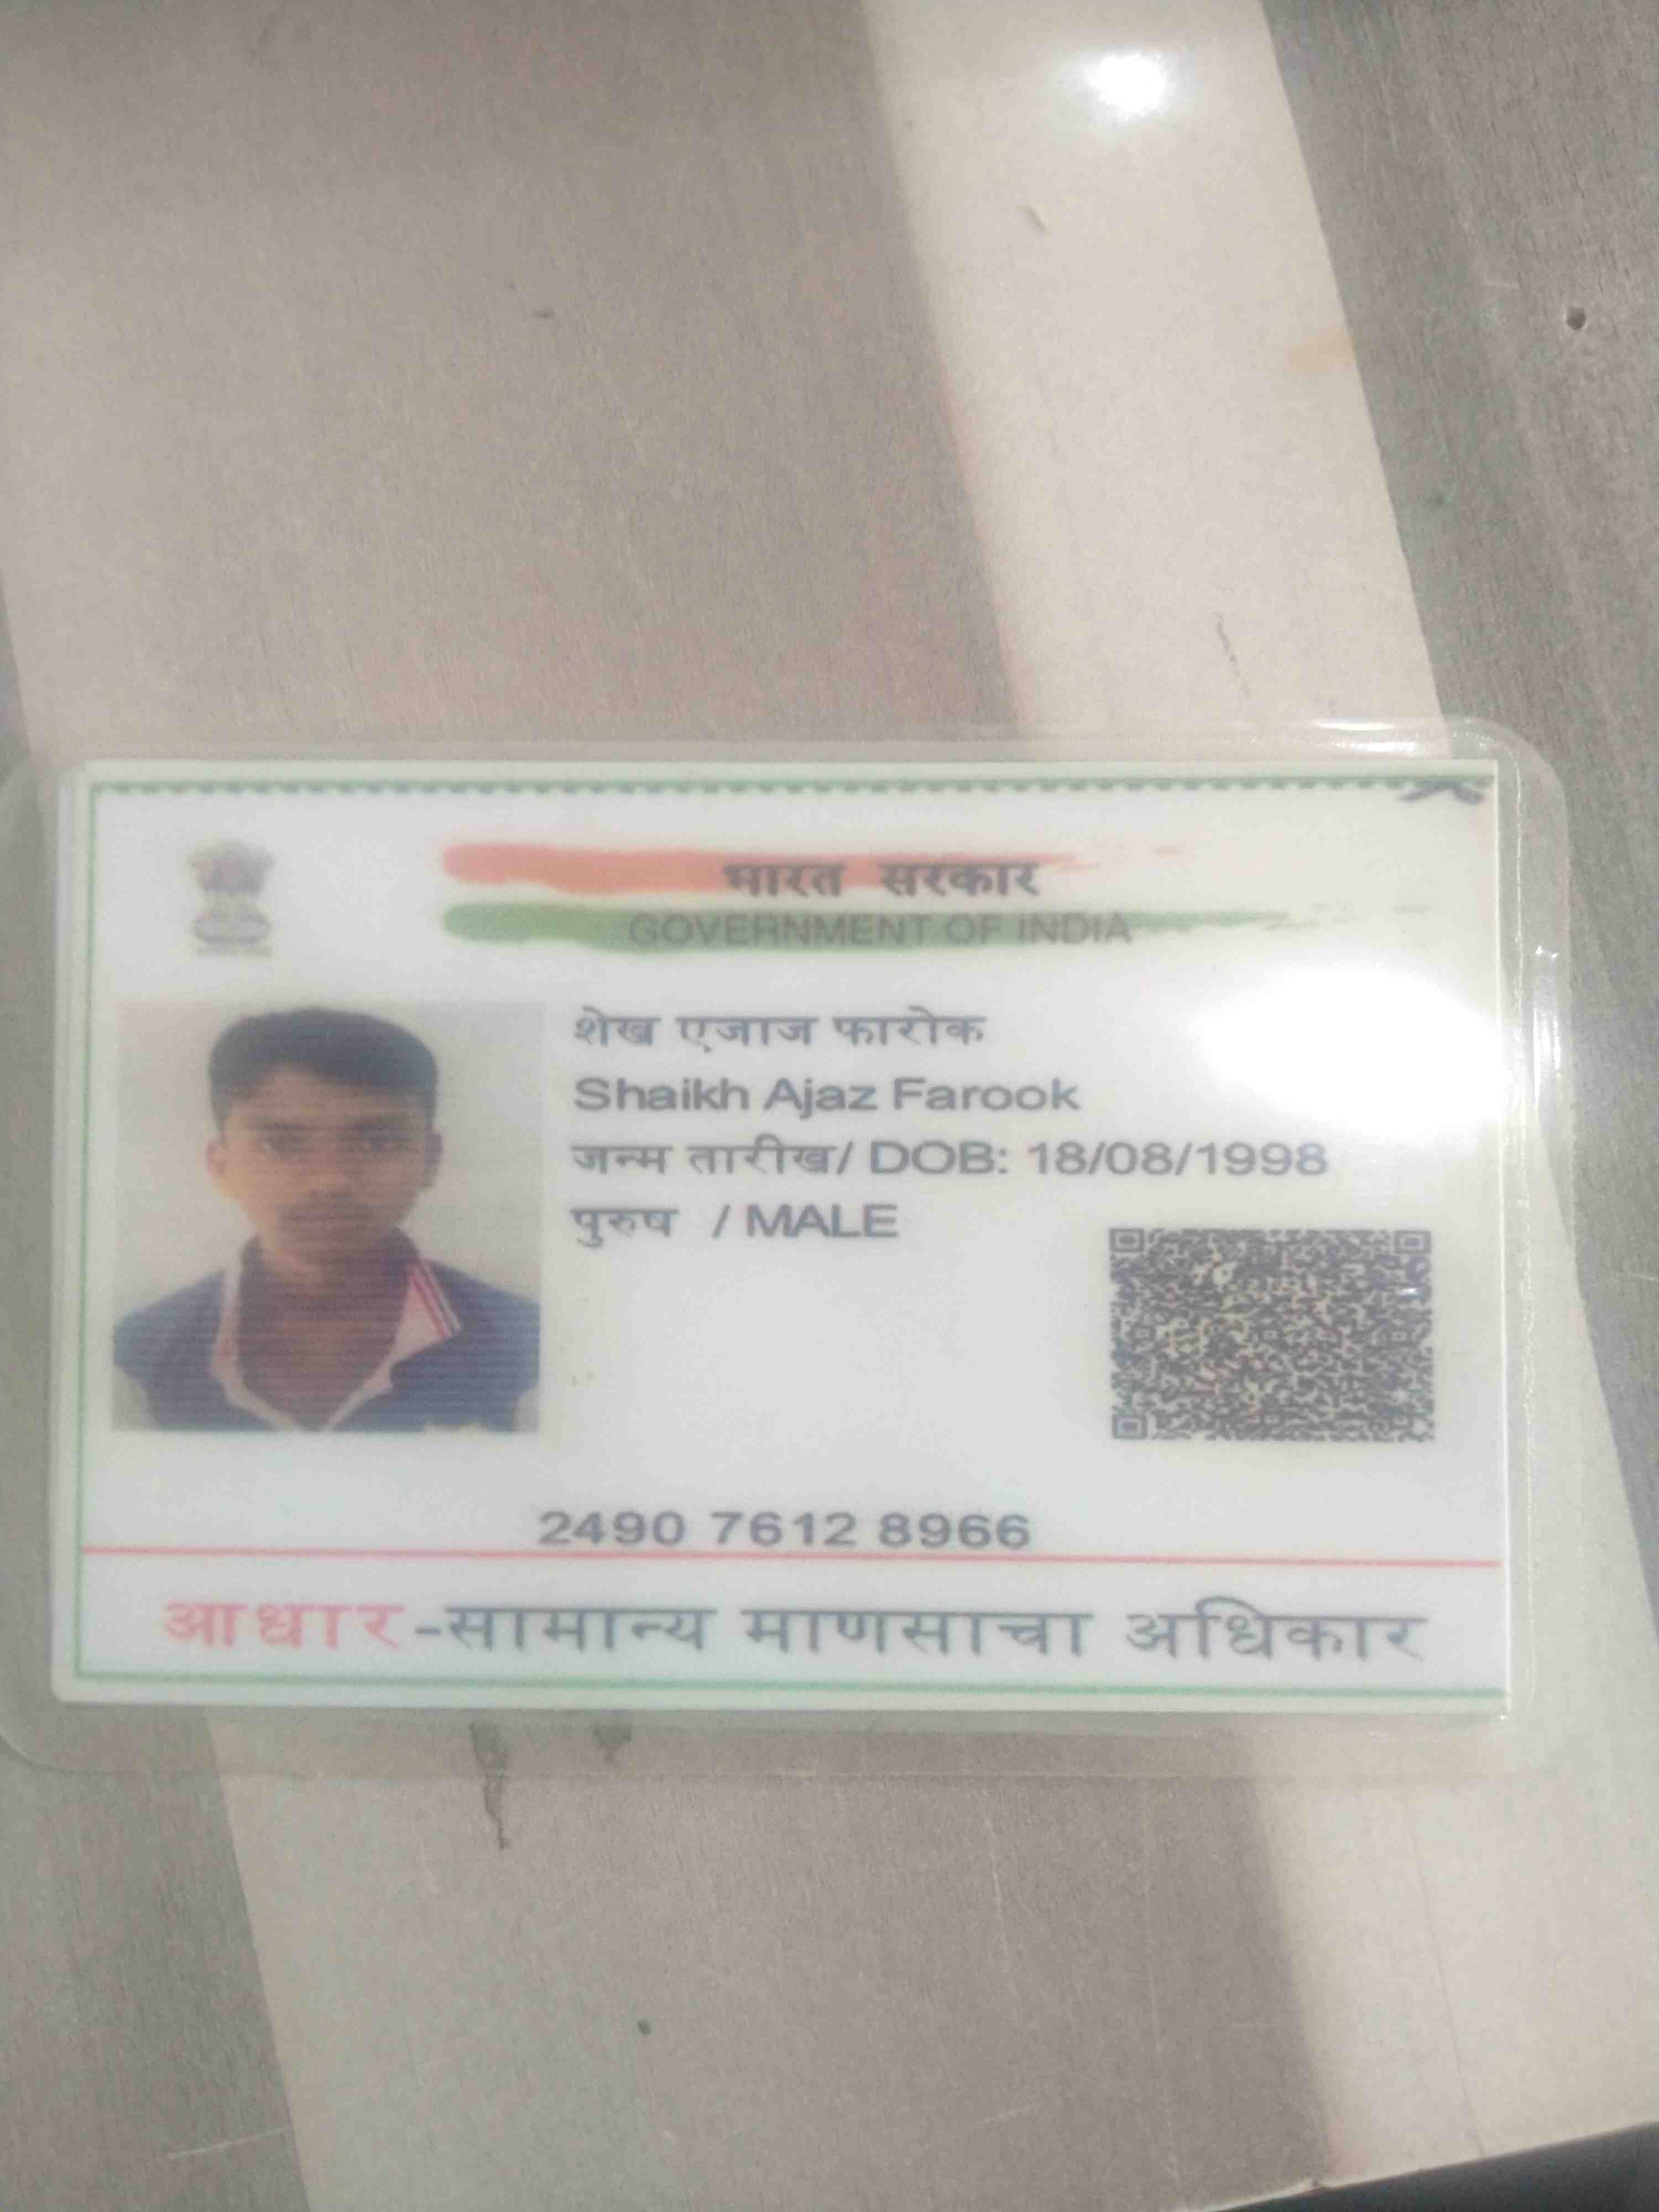 भारत सरकार
GOVERNMENT OF INDIA
शेख एजाज फारोक
Shaikh Ajaz Farook
जन्म तारीख/ DOB: 18/08/1998
पुरुष / MALE
2490 7612 8966
आधार-सामान्य माणसाचा अधिकार